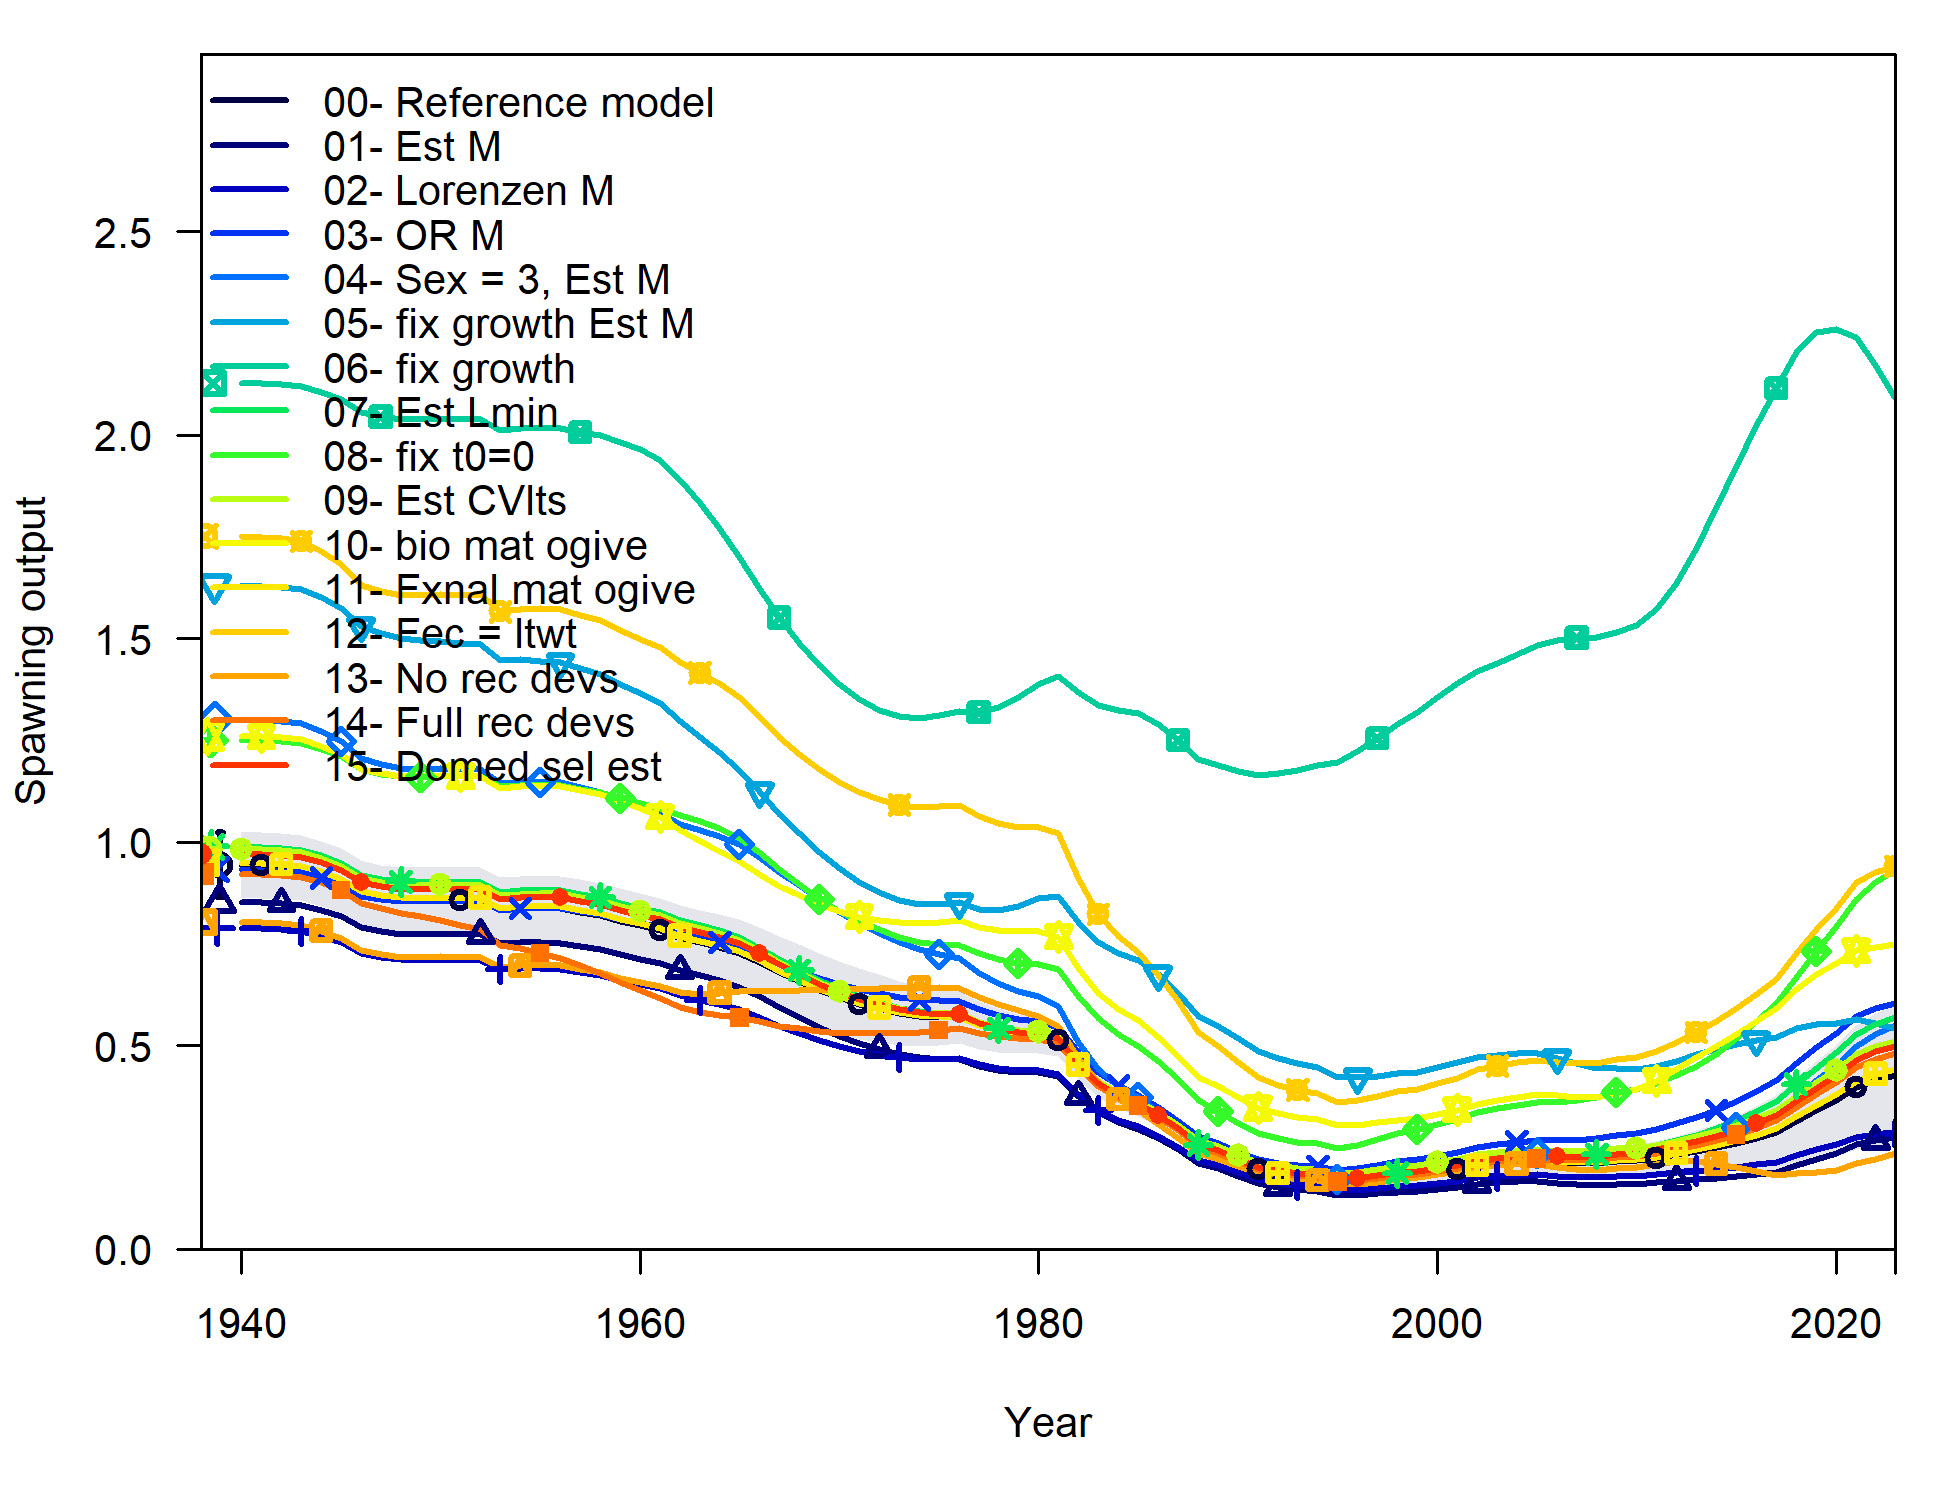 00- Reference model
01- Est M
02- Lorenzen M
03- OR M
04- Sex = 3, Est M
05- fix growth Est M
06- fix growth
07- Est Lmin
08- fix t0=0
09- Est CVlts
10- bio mat ogive
11- Fxnal mat ogive
12- Fec = ltwt
13- No rec devs
14- Full rec devs
15- Domed sel est
Spawning output
2.5
2.0
1.5
1.0
0.5
0.0
1940 1960 1980 2000 2020
Year